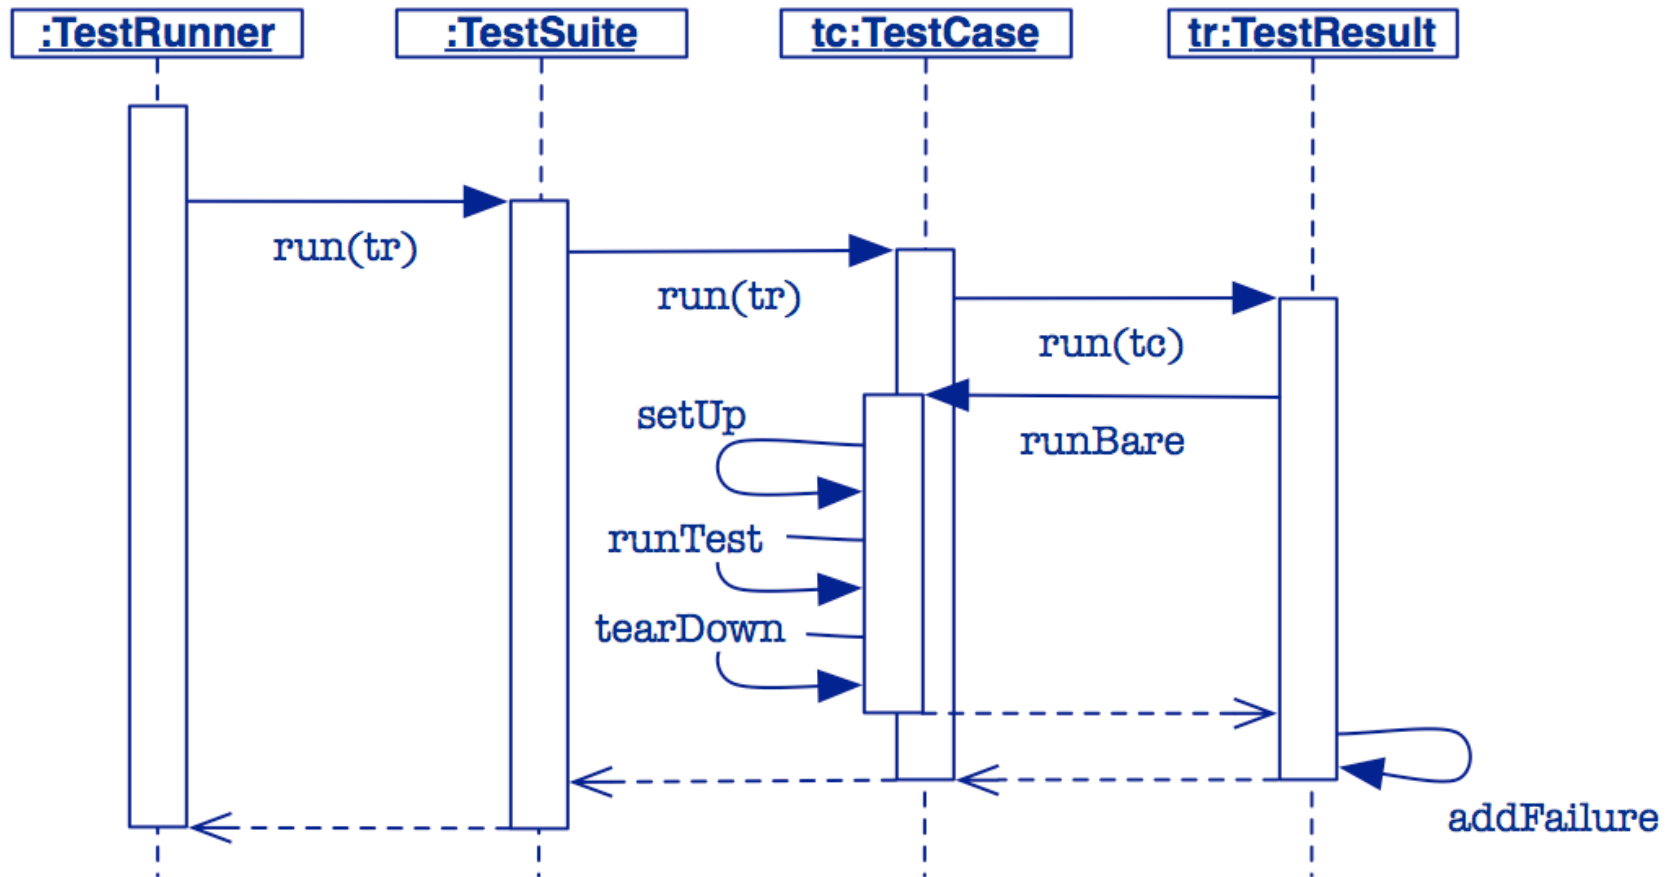 :TestRunner
:TestSuite
tc:TestCase
tr:TestResult
run(tr)
run(tr)
run(tc)
setUp
runBare
runTest
tearDown
addFailure